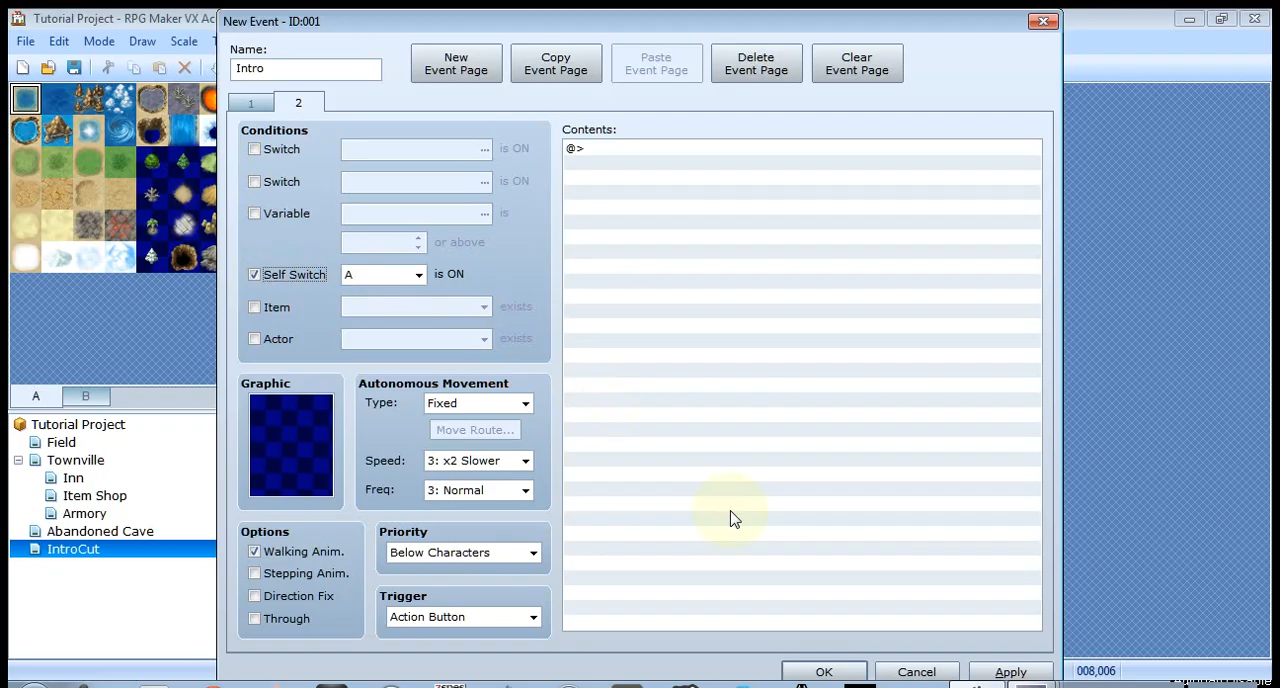 Tutorial Project - RPG Maker VX Ac
New Event - ID:001
File Edit Mode Draw Scale
Name:
Intro
New Event Page
Copy Event Page
Paste Event Page
Delete Event Page
Clear Event Page
1 2
Conditions
Switch ... is ON
Switch ... is ON
Variable ... is
or above
Self Switch A is ON
Item exists
Actor exists
Graphic
Autonomous Movement
Type: Fixed
Move Route...
Speed: 3: x2 Slower
Freq: 3: Normal
Options
Walking Anim.
Stepping Anim.
Direction Fix
Through
Priority
Below Characters
Trigger
Action Button
Contents:
@>
OK Cancel Apply
A B
Tutorial Project
Field
Townville
Inn
Item Shop
Armory
Abandoned Cave
IntroCut
008,006